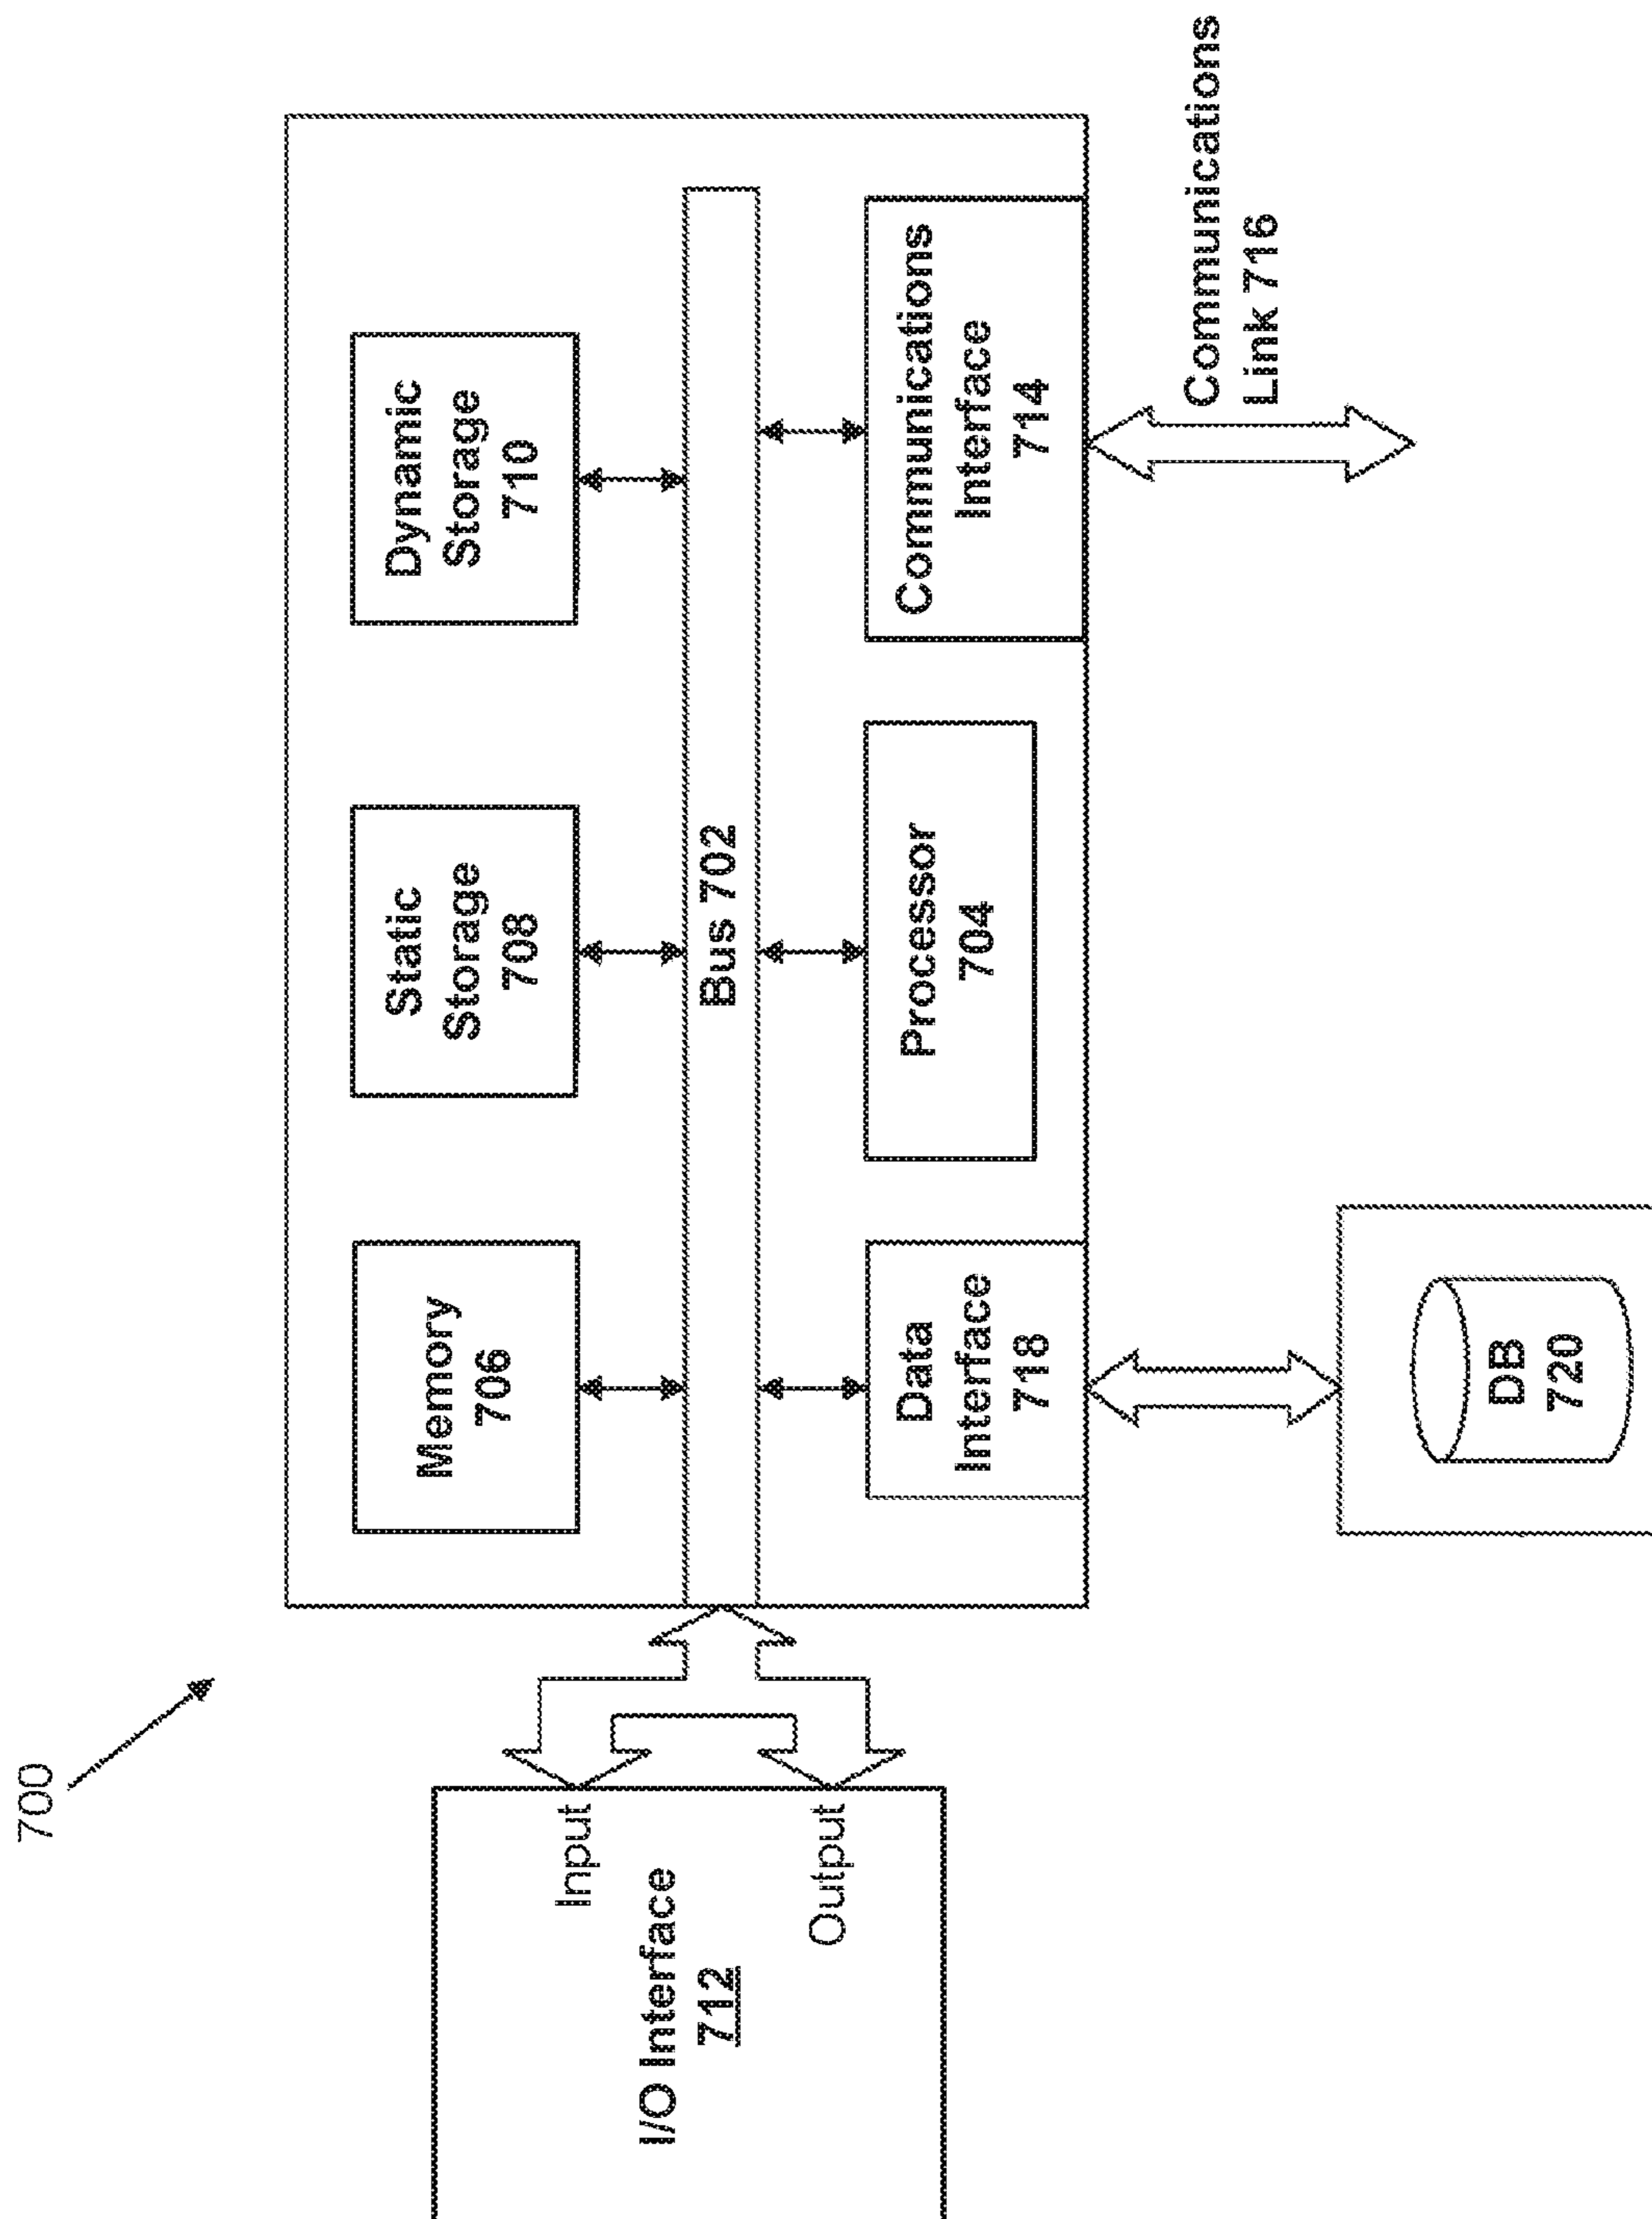 700
Memory
706
Static
Storage
708
Dynamic
Storage
710
Bus 702
I/O Interface
712
Input
Output
Data
Interface
718
Processor
704
Communications
Interface
714
DB
720
Communications
Link 716